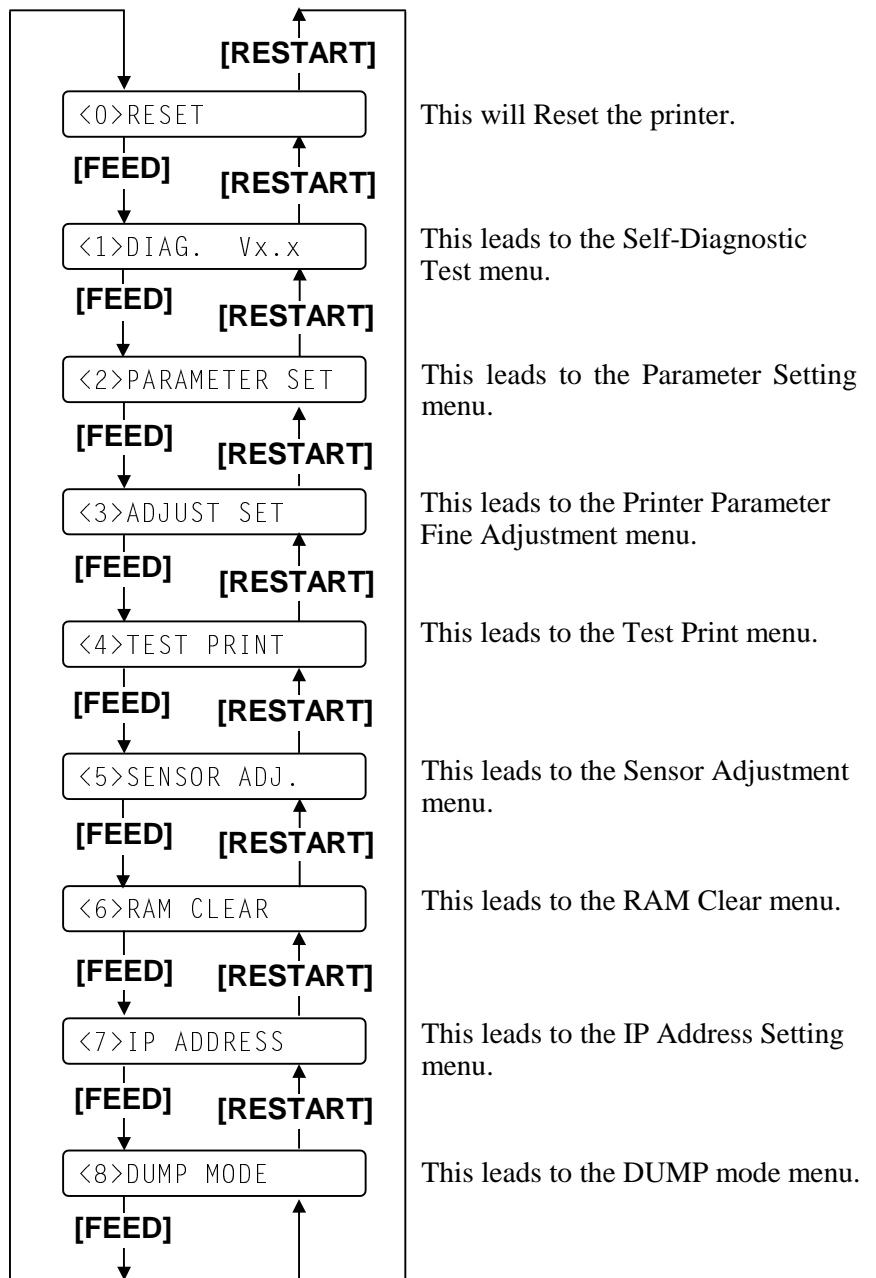 [RESTART]
<0>RESET
This will Reset the printer.
[FEED]
[RESTART]
<1>DIAG. Vx.x
This leads to the Self-Diagnostic
Test menu.
[FEED]
[RESTART]
<2>PARAMETER SET
This leads to the Parameter Setting
menu.
[FEED]
[RESTART]
<3>ADJUST SET
This leads to the Printer Parameter
Fine Adjustment menu.
[FEED]
[RESTART]
<4>TEST PRINT
This leads to the Test Print menu.
[FEED]
[RESTART]
<5>SENSOR ADJ.
This leads to the Sensor Adjustment
menu.
[FEED]
[RESTART]
<6>RAM CLEAR
This leads to the RAM Clear menu.
[FEED]
[RESTART]
<7>IP ADDRESS
This leads to the IP Address Setting
menu.
[FEED]
[RESTART]
<8>DUMP MODE
This leads to the DUMP mode menu.
[FEED]